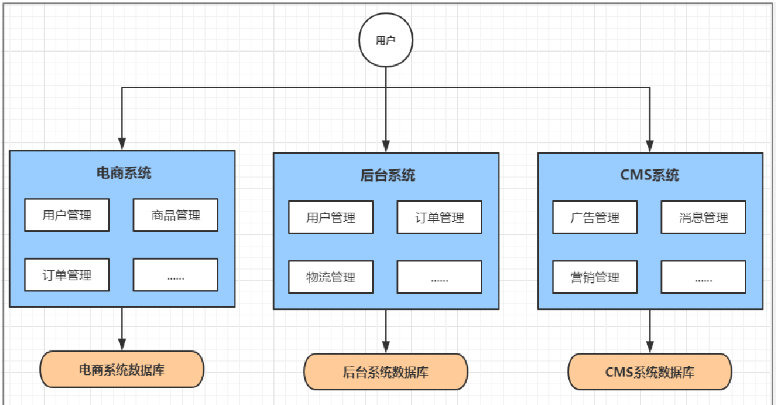 用户
电商系统
用户管理
商品管理
订单管理
......
后台系统
用户管理
订单管理
物流管理
......
CMS系统
广告管理
消息管理
营销管理
......
电商系统数据库
后台系统数据库
CMS系统数据库